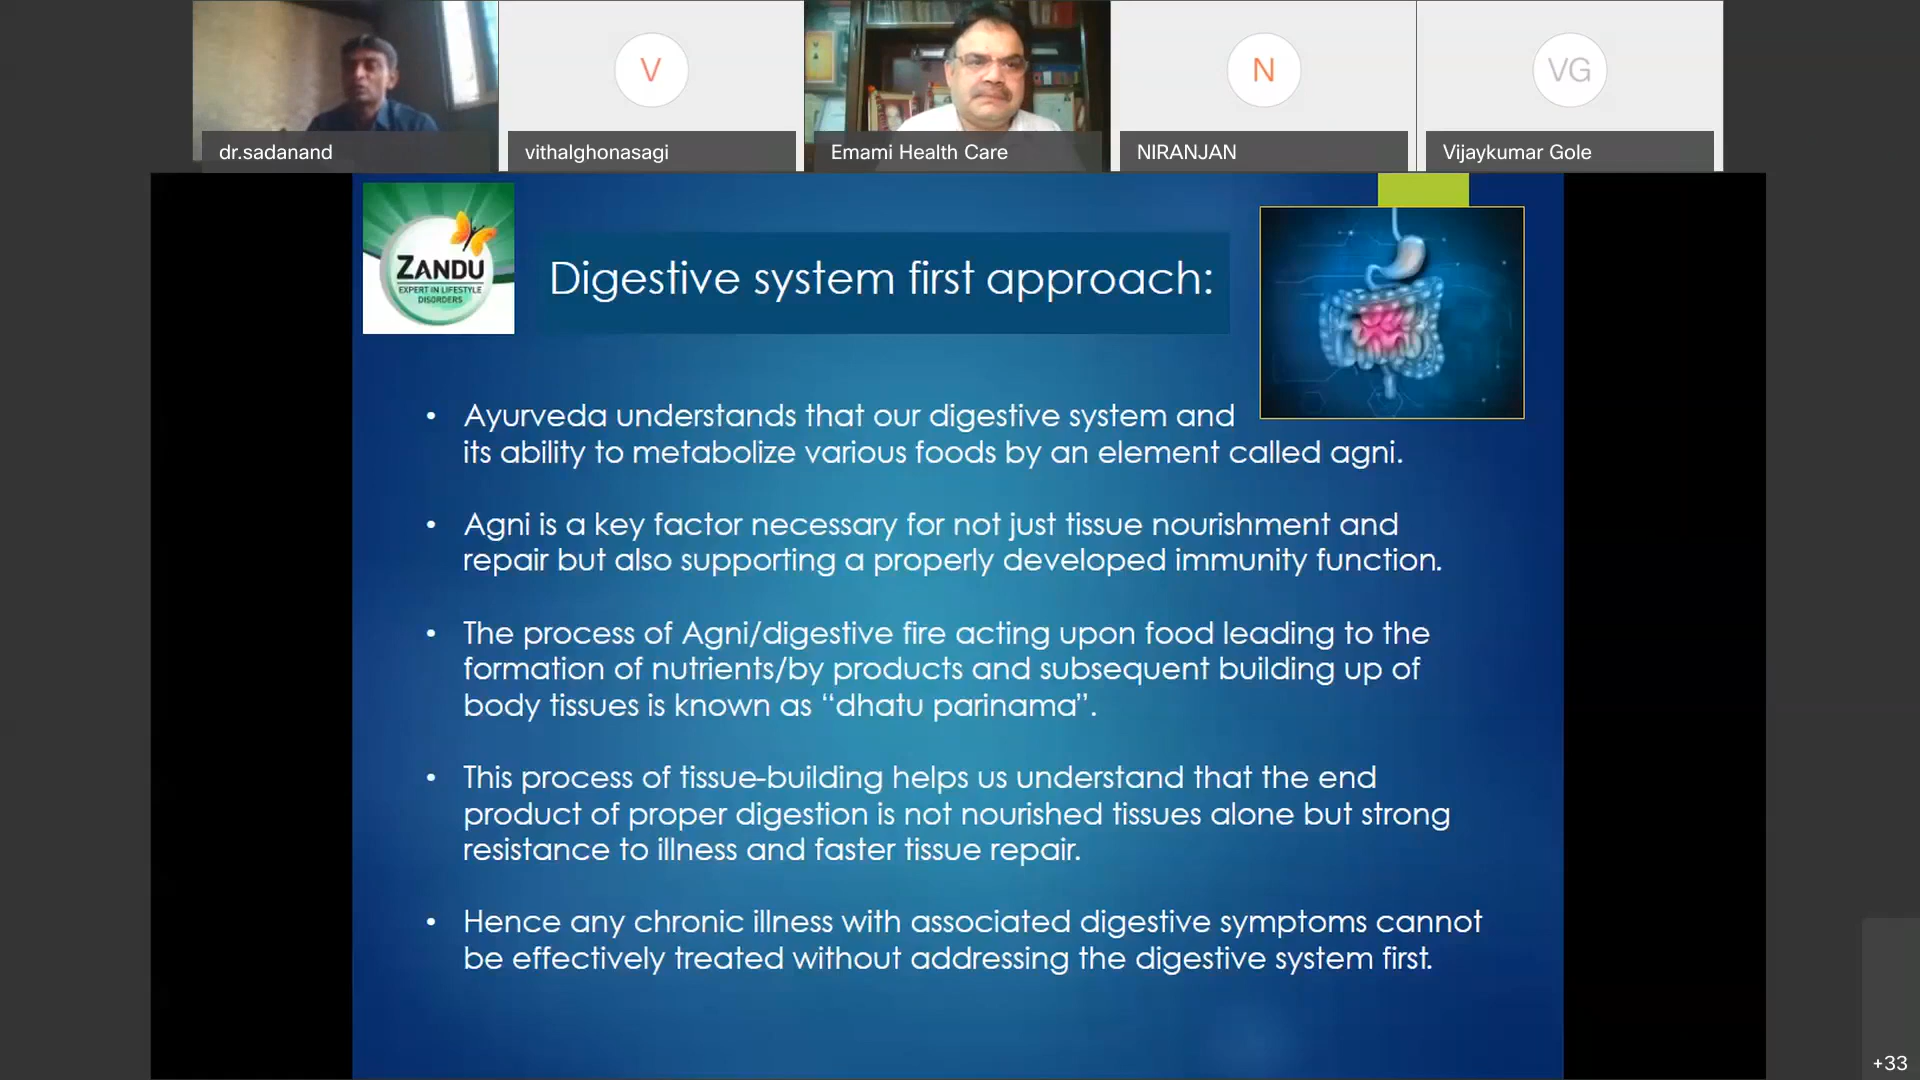 V
N
VG
dr.sadanand
vithalghonasagi
Emami Health Care
NIRANJAN
Vijaykumar Gole
ZANDU
EXPERT IN LIFESTYLE
DISORDERS
Digestive system first approach:
• Ayurveda understands that our digestive system and
its ability to metabolize various foods by an element called agni.
• Agni is a key factor necessary for not just tissue nourishment and
repair but also supporting a properly developed immunity function.
• The process of Agni/digestive fire acting upon food leading to the
formation of nutrients/by products and subsequent building up of
body tissues is known as “dhatu parinama”.
• This process of tissue-building helps us understand that the end
product of proper digestion is not nourished tissues alone but strong
resistance to illness and faster tissue repair.
• Hence any chronic illness with associated digestive symptoms cannot
be effectively treated without addressing the digestive system first.
+33